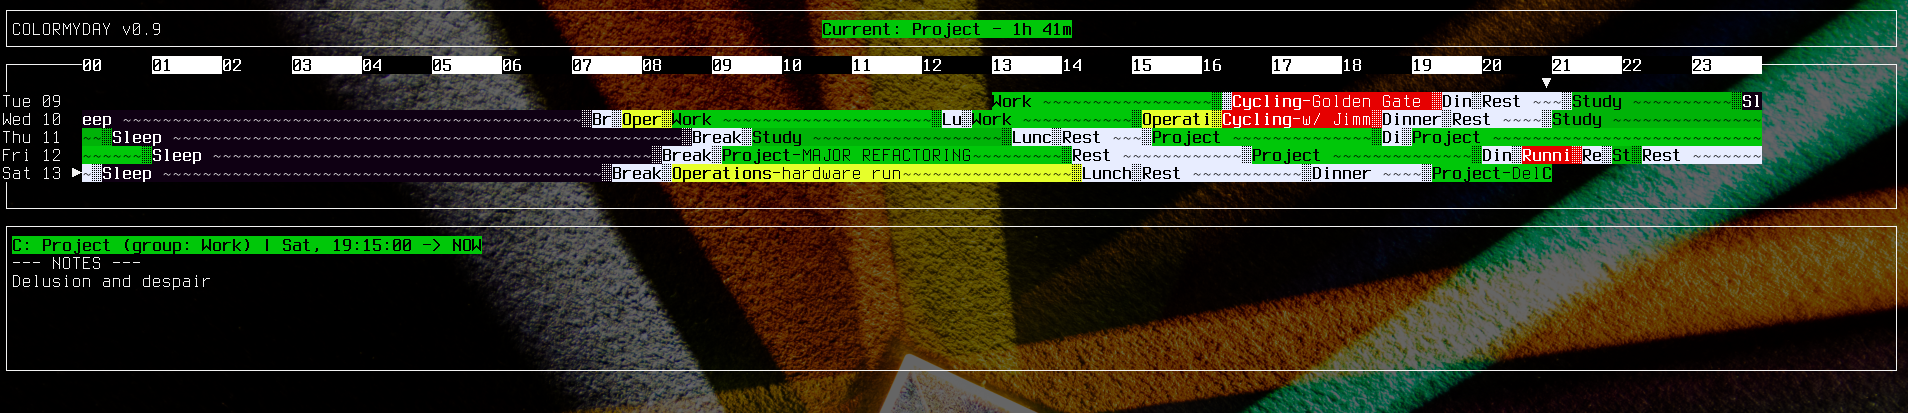 COLORMYDAY v0.9 Current: Project - 1h 41m
00 01 02 03 04 05 06 07 08 09 10 11 12 13 14 15 16 17 18 19 20 21 22 23
Tue 09 Work ~~~~~~~~~~~~~~~~~ Cycling-Golden Gate Din Rest ~~~ Study ~~~~~~~~~~ Sl
Wed 10 eep ~~~~~~~~~~~~~~~~~~~~~~~~~~~~~~~~~~~~~~~~~~~~~~ Br Oper Work ~~~~~~~~~~~~~~~~~~~~~~ Lu Work ~~~~~~~~~~~~ Operati Cycling-w/ Jimm Dinner Rest ~~~~ Study ~~~~~~~~~~~~~~~
Thu 11 ~~ Sleep ~~~~~~~~~~~~~~~~~~~~~~~~~~~~~~~~~~~~~~~~~~~~~~~~~~~~ Break Study ~~~~~~~~~~~~~~~~~~~~ Lunc Rest ~~~ Project ~~~~~~~~~~~~~ Di Project ~~~~~~~~~~~~~~~~~~~~~~~~~~~
Fri 12 ~~~~~~ Sleep ~~~~~~~~~~~~~~~~~~~~~~~~~~~~~~~~~~~~~~~~~~~~~ Break Project-MAJOR REFACTORING~~~~~~~~~ Rest ~~~~~~~~~~~~ Project ~~~~~~~~~~~~~~ Din Runni Re St Rest ~~~~~~~
Sat 13 ~ Sleep ~~~~~~~~~~~~~~~~~~~~~~~~~~~~~~~~~~~~~~~~~~~~~ Break Operations-hardware run~~~~~~~~~~~~~~~~~ Lunch Rest ~~~~~~~~~~~~ Dinner ~~~~ Project-DelC
C: Project (group: Work) | Sat, 19:15:00 -> NOW
--- NOTES ---
Delusion and despair